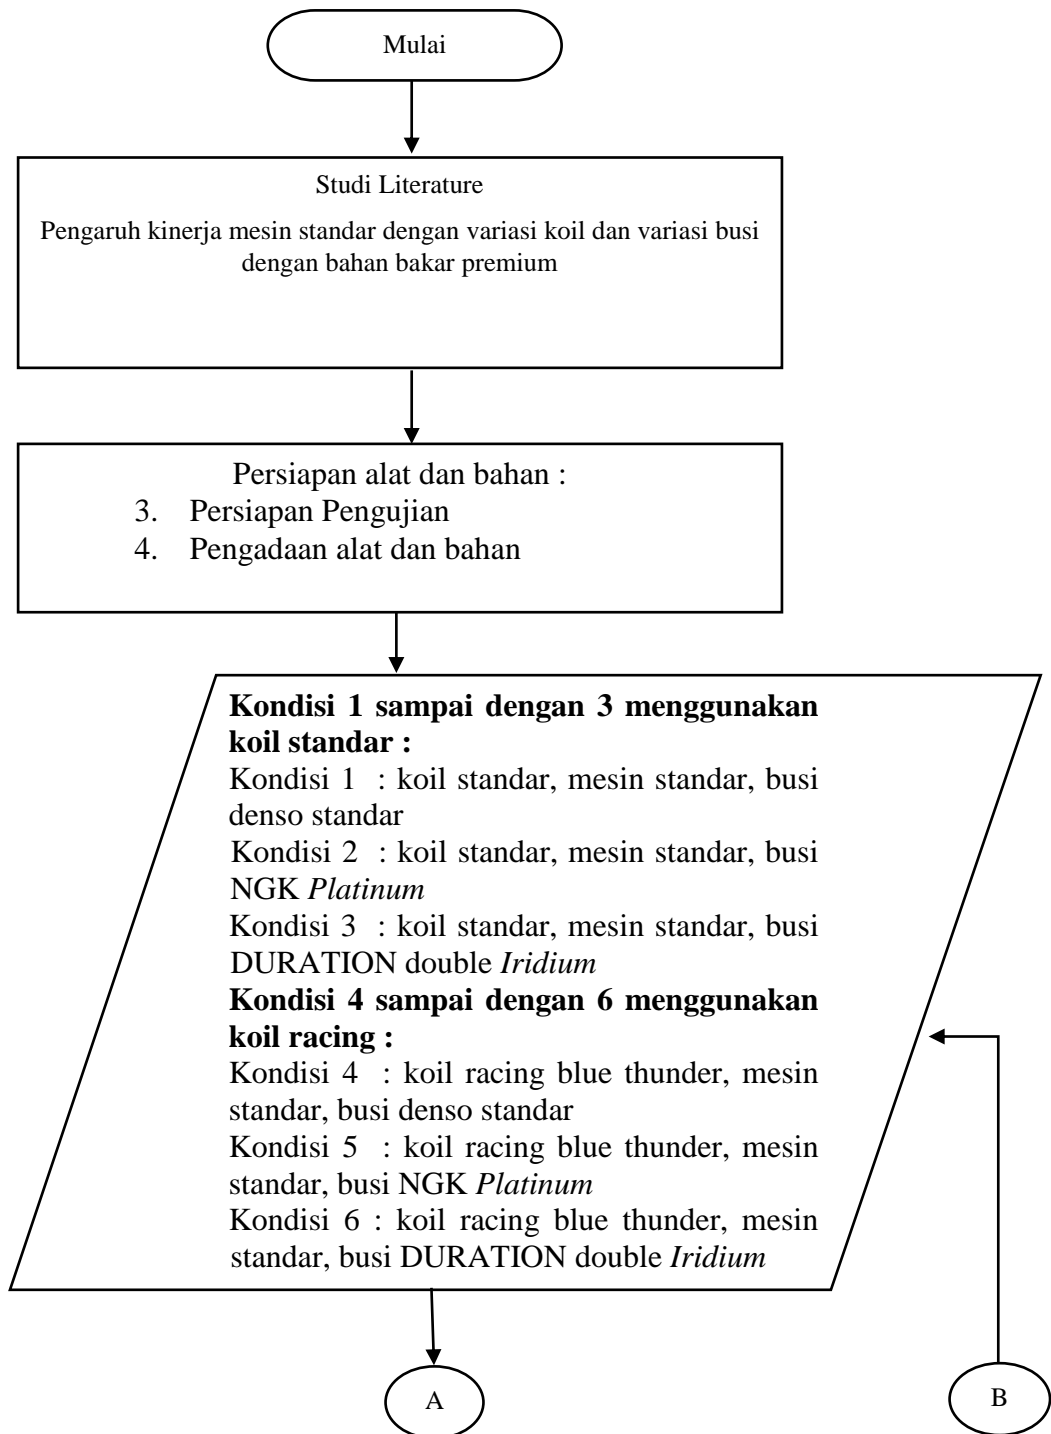 Mulai
Studi Literature
Pengaruh kinerja mesin standar dengan variasi koil dan variasi busi
dengan bahan bakar premium
Persiapan alat dan bahan :
3. Persiapan Pengujian
4. Pengadaan alat dan bahan
Kondisi 1 sampai dengan 3 menggunakan
koil standar :
Kondisi 1 : koil standar, mesin standar, busi
denso standar
Kondisi 2 : koil standar, mesin standar, busi
NGK Platinum
Kondisi 3 : koil standar, mesin standar, busi
DURATION double Iridium
Kondisi 4 sampai dengan 6 menggunakan
koil racing :
Kondisi 4 : koil racing blue thunder, mesin
standar, busi denso standar
Kondisi 5 : koil racing blue thunder, mesin
standar, busi NGK Platinum
Kondisi 6 : koil racing blue thunder, mesin
standar, busi DURATION double Iridium
A
B